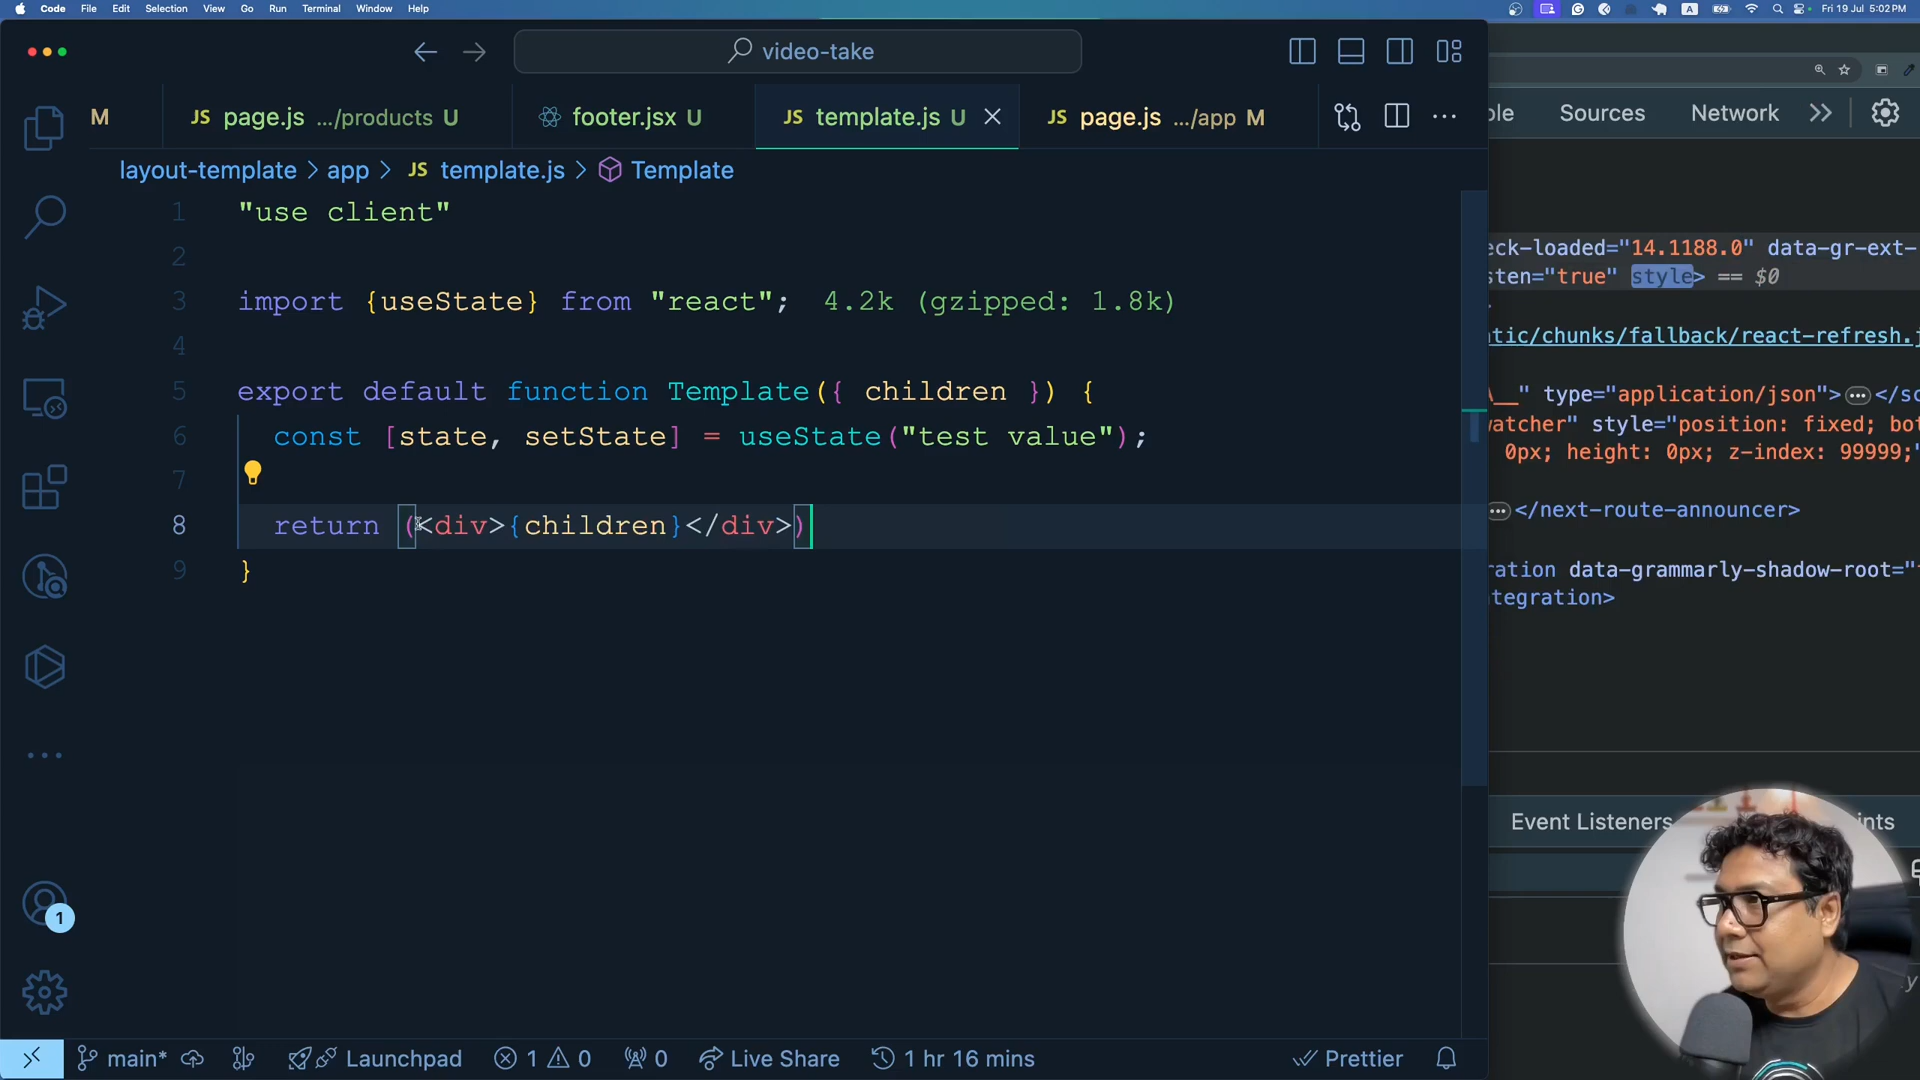 Code File Edit Selection View Go Run Terminal Window Help
A
Fri 19 Jul 5:02 PM
video-take
M
JS page.js .../products U
footer.jsx U
JS template.js U
JS page.js .../app M
layout-template > app > JS template.js > Template
1 "use client"
2
3 import {useState} from "react"; 4.2k (gzipped: 1.8k)
4
5 export default function Template({ children }) {
6 const [state, setState] = useState("test value");
7
8 return (<div>{children}</div>)
9 }
1
main*
Launchpad
1 0
0
Live Share
1 hr 16 mins
Prettier
Sources
Network
eck-loaded="14.1188.0" data-gr-ext-
sten="true" style> == $0
tic/chunks/fallback/react-refresh.j
__" type="application/json">
style="position: fixed; bot
0px; height: 0px; z-index: 99999;"
</next-route-announcer>
ration data-grammarly-shadow-root="
ntegration>
Event Listeners